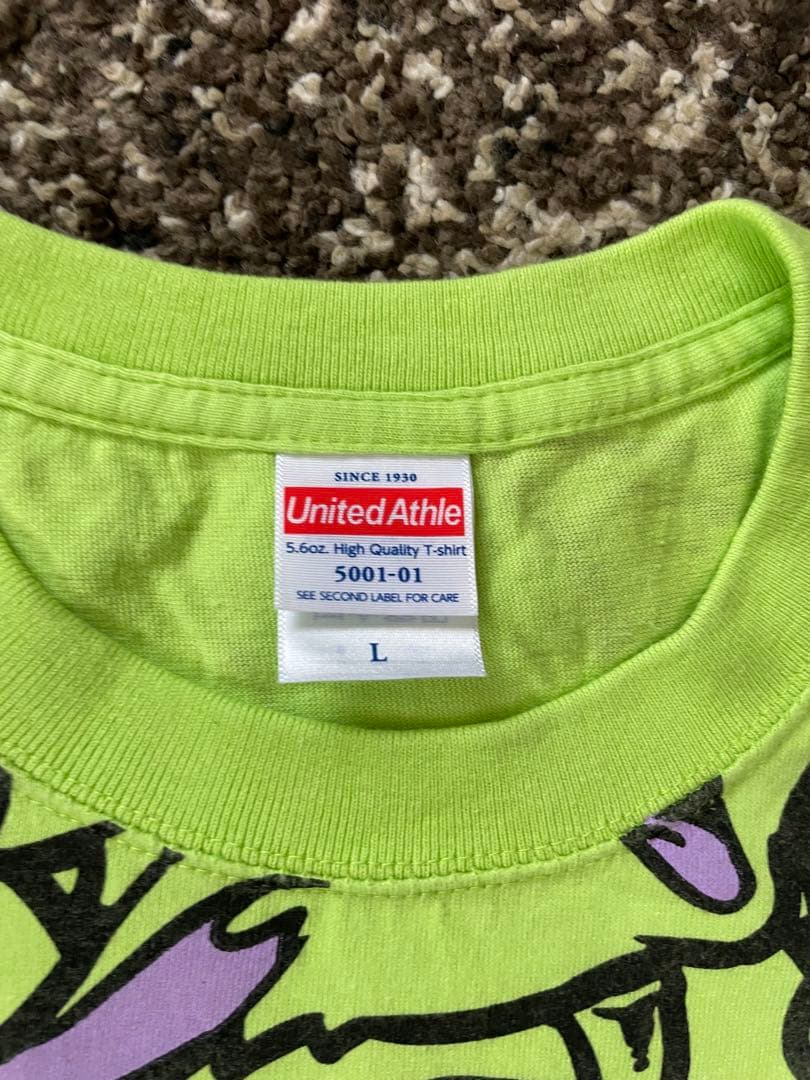 SINCE 1930
United Athle
5.6oz. High Quality T-shirt
5001-01
SEE SECOND LABEL FOR CARE
L